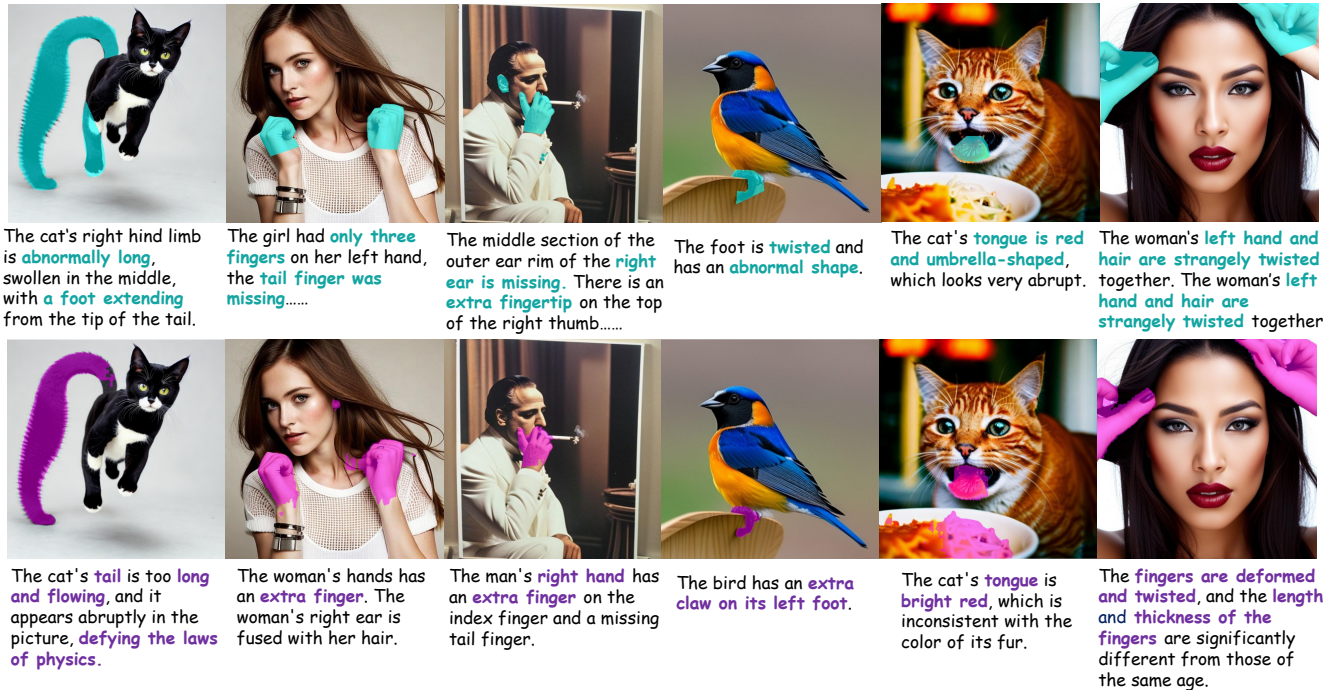 The cat's right hind limb
is abnormally long,
swollen in the middle,
with a foot extending
from the tip of the tail.
The girl had only three
fingers on her left hand,
the tail finger was
missing……
The middle section of the
outer ear rim of the right
ear is missing. There is an
extra fingertip on the top
of the right thumb……
The foot is twisted and
has an abnormal shape.
The cat's tongue is red
and umbrella-shaped,
which looks very abrupt.
The woman's left hand and
hair are strangely twisted
together. The woman's left
hand and hair are
strangely twisted together
The cat's tail is too long
and flowing, and it
appears abruptly in the
picture, defying the laws
of physics.
The woman's hands has
an extra finger. The
woman's right ear is
fused with her hair.
The man's right hand has
an extra finger on the
index finger and a missing
tail finger.
The bird has an extra
claw on its left foot.
The cat's tongue is
bright red, which is
inconsistent with the
color of its fur.
The fingers are deformed
and twisted, and the length
and thickness of the
fingers are significantly
different from those of
the same age.